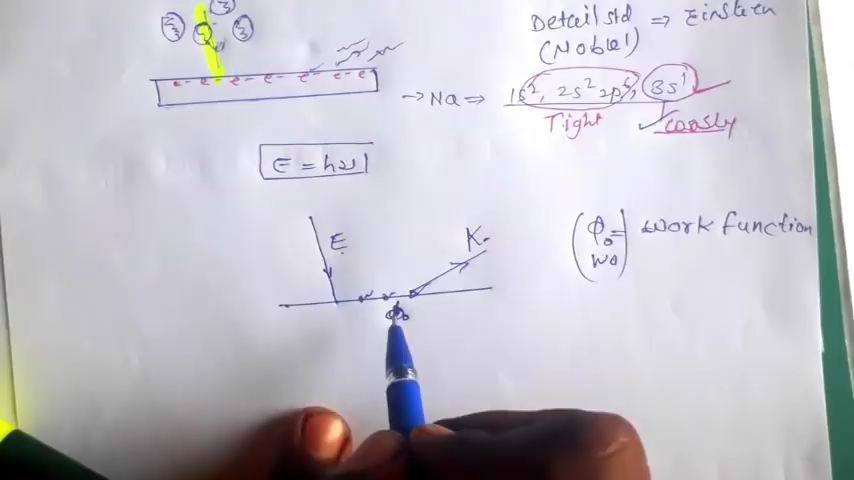 Detail std ⇒ Einstein
(Nobel)
e- e- e- e- e- e- e-
→ Na ⇒ 1s², 2s² 2p⁶, 3s¹
Tight
✓ Loosly
E = hν
E
K.
ϕ₀
(ϕ₀ = work function
W₀)